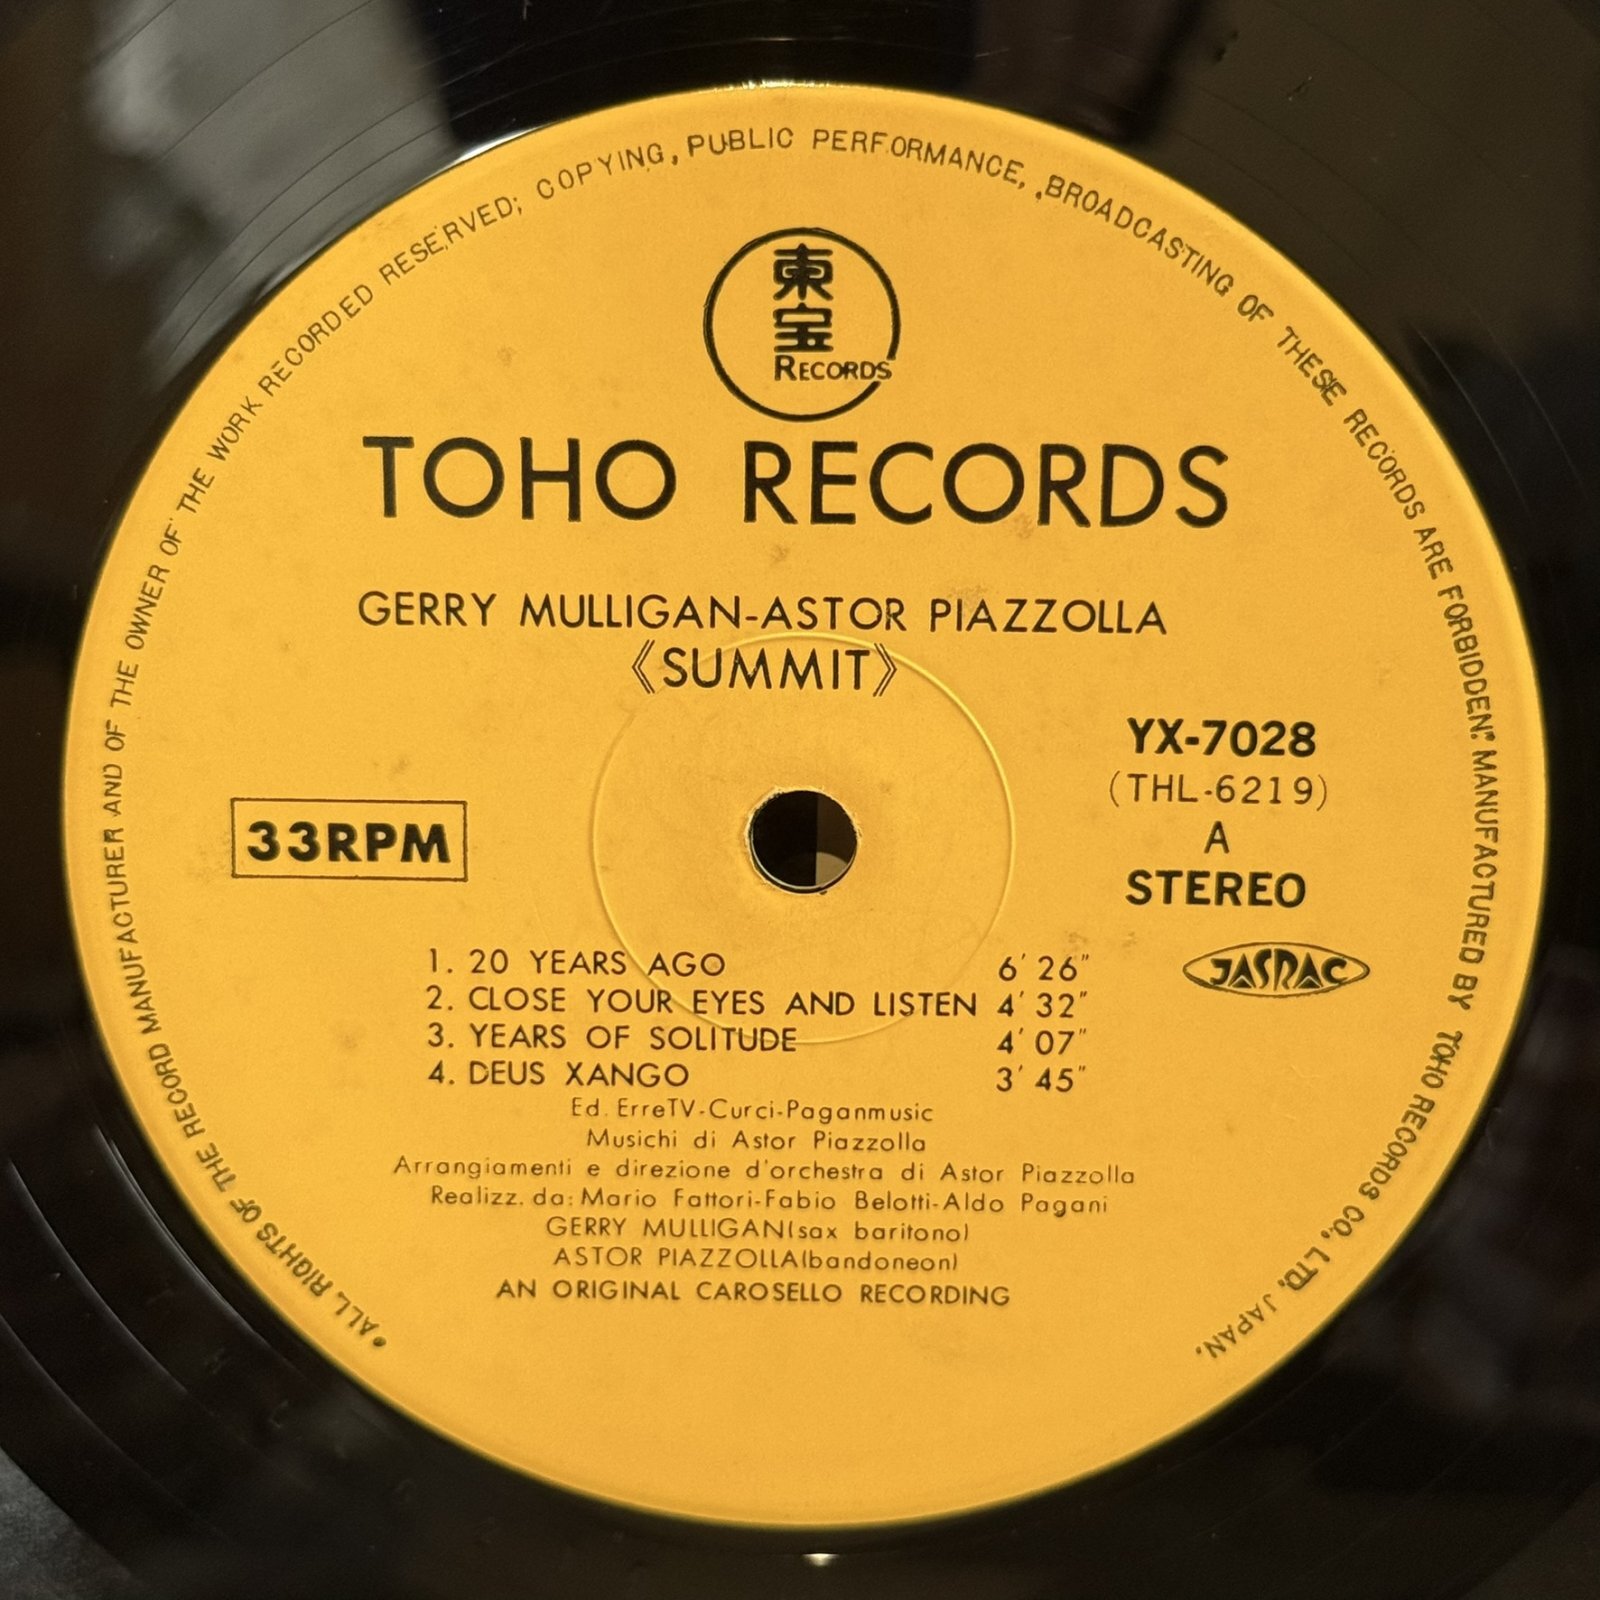 • ALL RIGHTS OF THE RECORD MANUFACTURER AND OF THE OWNER OF THE WORK RECORDED RESERVED; COPYING, PUBLIC PERFORMANCE, BROADCASTING OF THESE RECORDS ARE FORBIDDEN." MANUFACTURED BY TOHO RECORDS CO., LTD. JAPAN.
東宝
RECORDS
TOHO RECORDS
GERRY MULLIGAN-ASTOR PIAZZOLLA
《SUMMIT》
YX-7028
(THL-6219)
33RPM
A
STEREO
1. 20 YEARS AGO 6′26″
2. CLOSE YOUR EYES AND LISTEN 4′32″
3. YEARS OF SOLITUDE 4′07″
4. DEUS XANGO 3′45″
JASRAC
Ed. ErreTV-Curci-Paganmusic
Musichi di Astor Piazzolla
Arrangiamenti e direzione d'orchestra di Astor Piazzolla
Realizz. da: Mario Fattori-Fabio Belotti-Aldo Pagani
GERRY MULLIGAN(sax baritono)
ASTOR PIAZZOLLA(bandoneon)
AN ORIGINAL CAROSELLO RECORDING